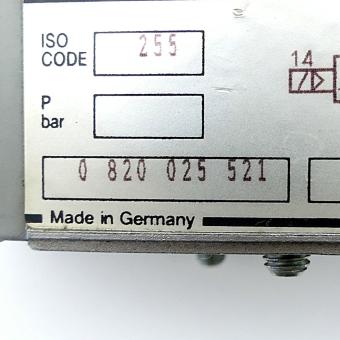 ISO
CODE 255
14
P
bar
0 820 025 521
Made in Germany